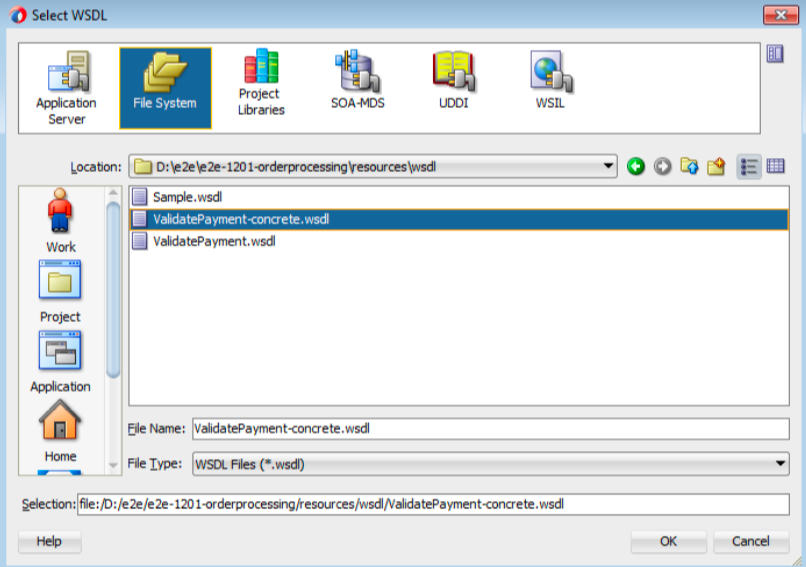 Select WSDL
Application Server
File System
Project Libraries
SOA-MDS
UDDI
WSIL
Location: D:\e2e\e2e-1201-orderprocessing\resources\wsdl
Work
Project
Application
Home
Sample.wsdl
ValidatePayment-concrete.wsdl
ValidatePayment.wsdl
File Name: ValidatePayment-concrete.wsdl
File Type: WSDL Files (*.wsdl)
Selection: file:/D:/e2e/e2e-1201-orderprocessing/resources/wsdl/ValidatePayment-concrete.wsdl
Help
OK
Cancel